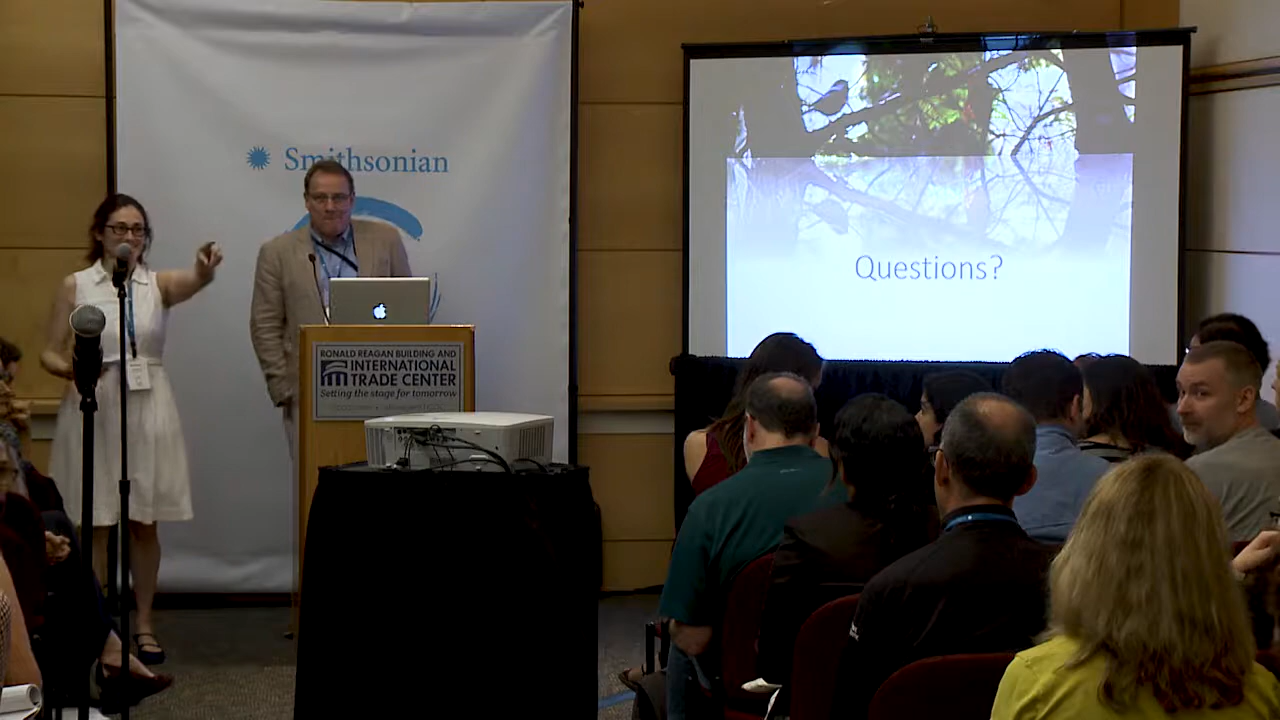 Smithsonian
Questions?
RONALD REAGAN BUILDING AND
INTERNATIONAL
TRADE CENTER
Setting the stage for tomorrow